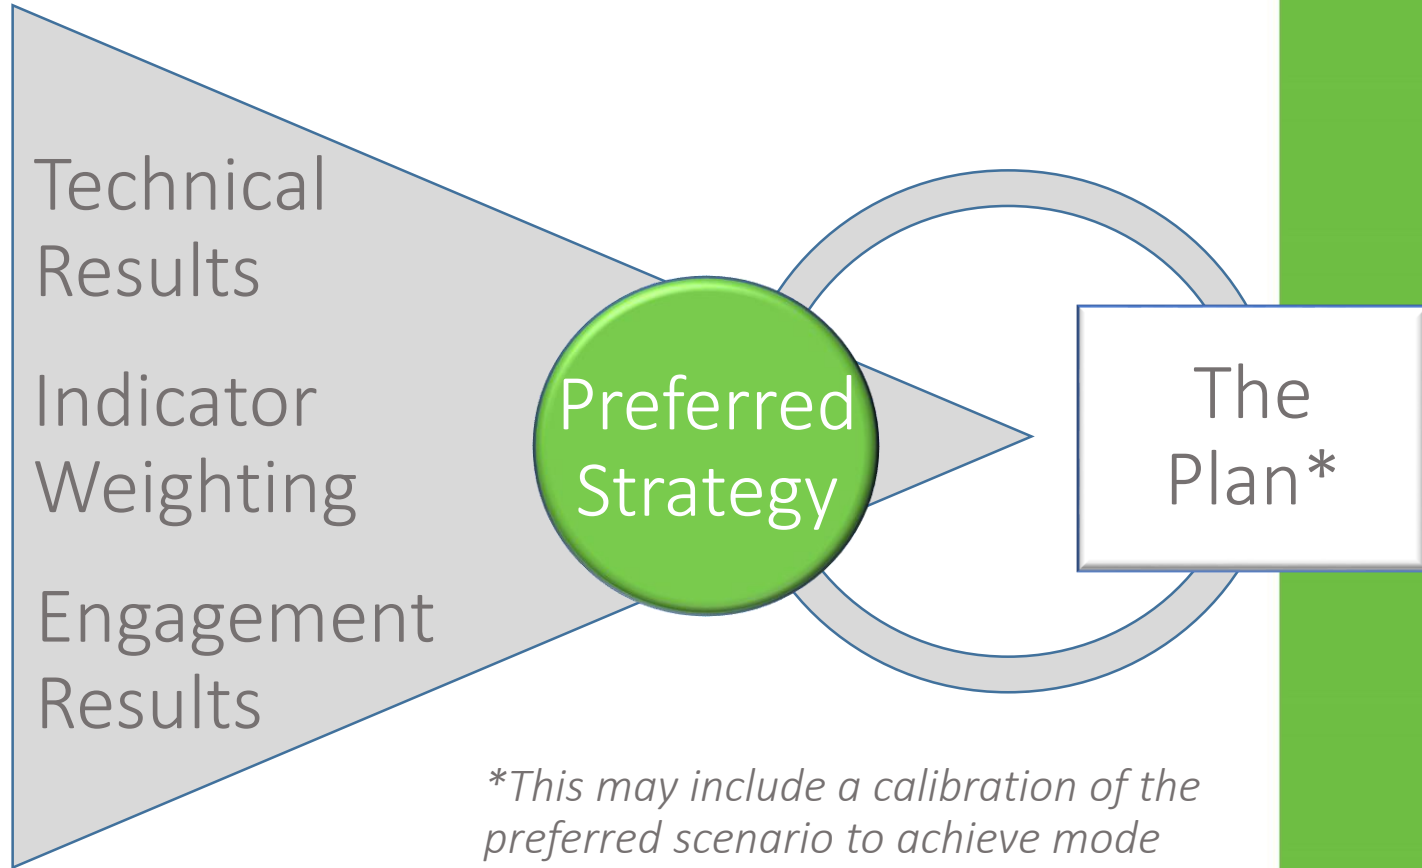 Technical
Results
Indicator
Weighting
Engagement
Results
Preferred
Strategy
The
Plan*
*This may include a calibration of the
preferred scenario to achieve mode